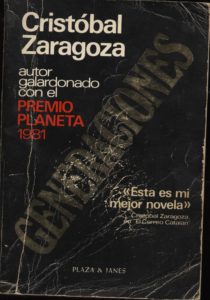 Cristóbal
Zaragoza
autor
galardonado
con el
PREMIO
PLANETA
1981
GENERACIONES
«Esta es mi
mejor novela»
Cristóbal Zaragoza,
en "El Correo Catalán"
PLAZA & JANES